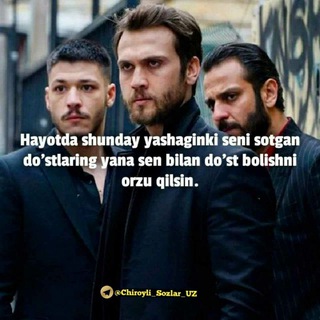 Hayotda shunday yashaginki seni sotgan
do'stlaring yana sen bilan do'st bolishni
orzu qilsin.
@Chiroyli_Sozlar_UZ